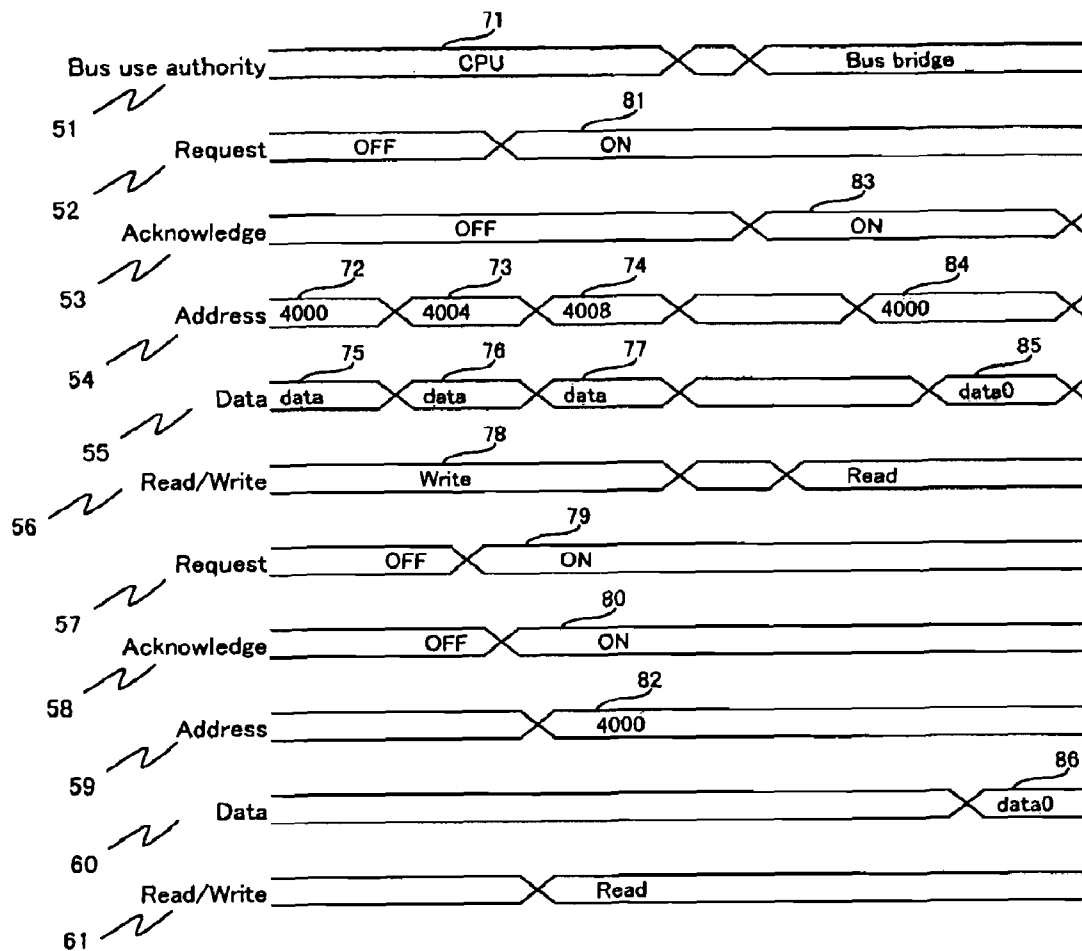 71
Bus use authority CPU Bus bridge
51
81
Request OFF ON
52
83
Acknowledge OFF ON
53
72 73 74 84
Address 4000 4004 4008 4000
54
75 76 77 85
Data data data data data0
55
78
Read/Write Write Read
56
79
Request OFF ON
57
80
Acknowledge OFF ON
58
82
Address 4000
59
86
Data data0
60
Read/Write Read
61